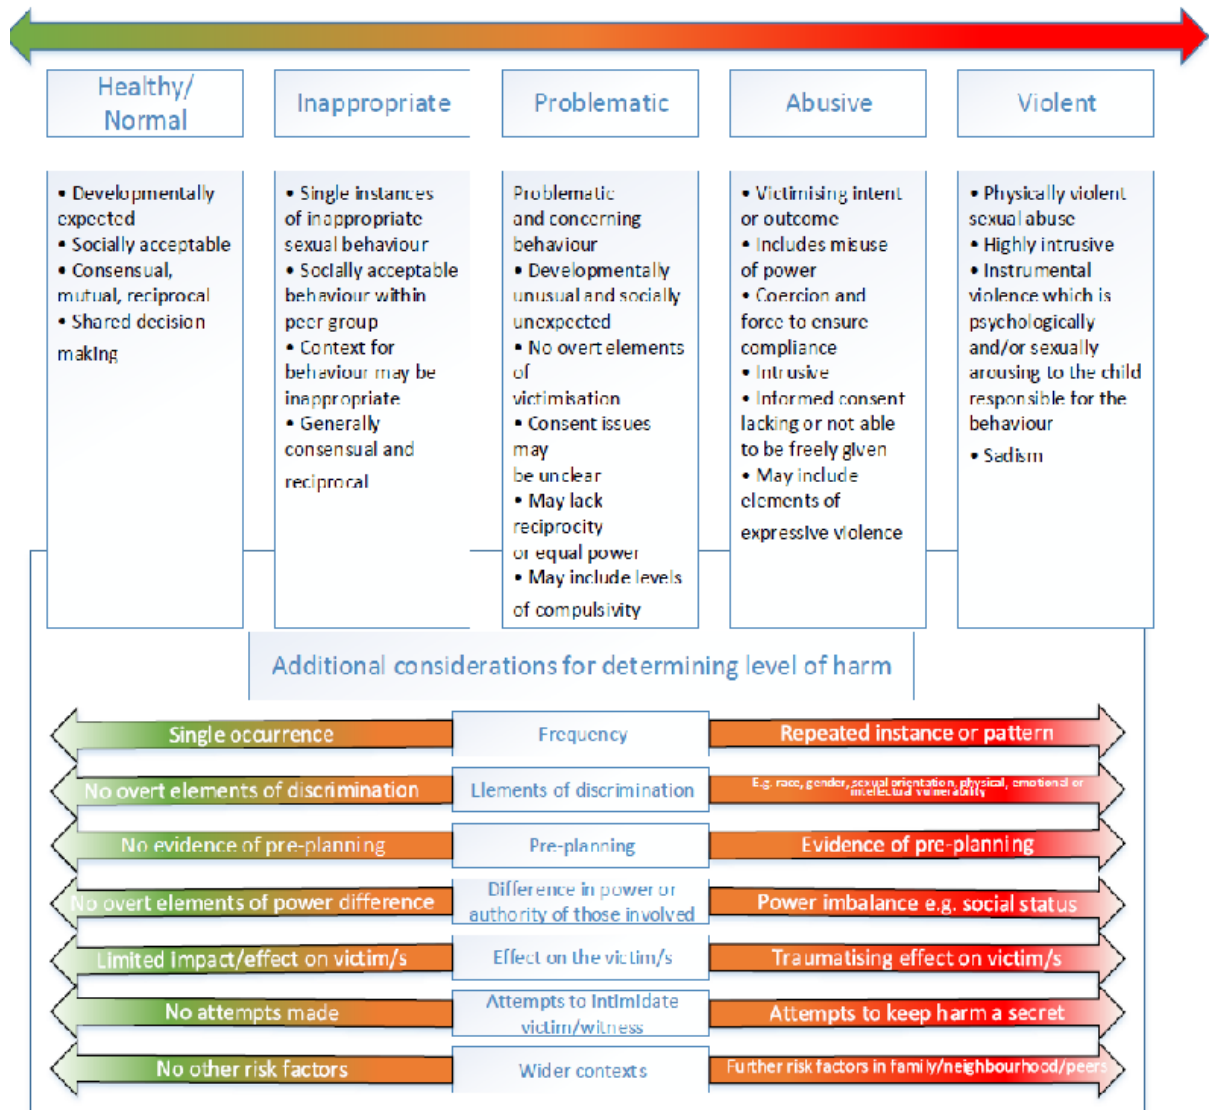 Healthy/
Normal
Inappropriate
Problematic
Abusive
Violent
• Developmentally
expected
• Socially acceptable
• Consensual,
mutual, reciprocal
• Shared decision
making
• Single instances
of inappropriate
sexual behaviour
• Socially acceptable
behaviour within
peer group
• Context for
behaviour may be
inappropriate
• Generally
consensual and
reciprocal
Problematic
and concerning
behaviour
• Developmentally
unusual and socially
unexpected
• No overt elements
of
victimisation
• Consent issues
may
be unclear
• May lack
reciprocity
or equal power
• May include levels
of compulsivity
• Victimising intent
or outcome
• Includes misuse
of power
• Coercion and
force to ensure
compliance
• Intrusive
• Informed consent
lacking or not able
to be freely given
• May include
elements of
expressive violence
• Physically violent
sexual abuse
• Highly intrusive
• Instrumental
violence which is
psychologically
and/or sexually
arousing to the child
responsible for the
behaviour
• Sadism
Additional considerations for determining level of harm
Single occurrence
Frequency
Repeated instance or pattern
No overt elements of discrimination
Elements of discrimination
E.g. race, gender, sexual orientation, physical, emotional or
intellectual vulnerability
No evidence of pre-planning
Pre-planning
Evidence of pre-planning
No overt elements of power difference
Difference in power or
authority of those involved
Power imbalance e.g. social status
Limited impact/effect on victim/s
Effect on the victim/s
Traumatising effect on victim/s
No attempts made
Attempts to intimidate
victim/witness
Attempts to keep harm a secret
No other risk factors
Wider contexts
Further risk factors in family/neighbourhood/peers